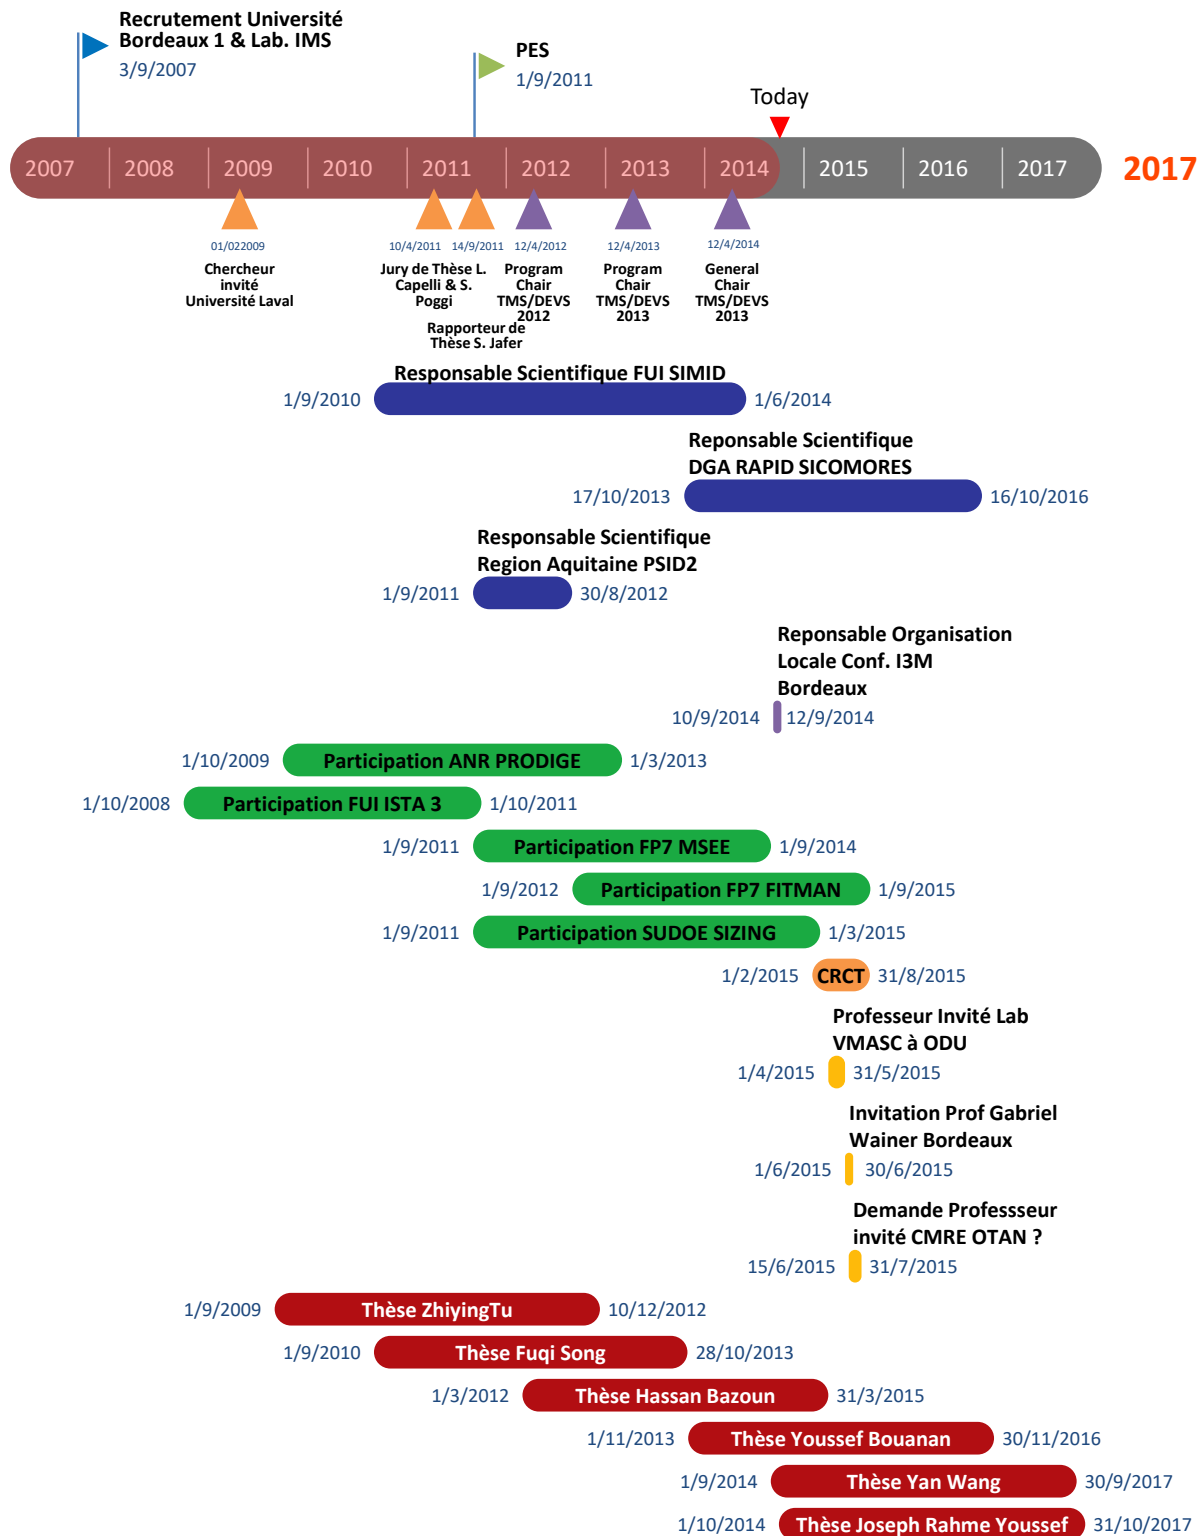 Recrutement Université
Bordeaux 1 & Lab. IMS
3/9/2007
PES
1/9/2011
Today
2007 2008 2009 2010 2011 2012 2013 2014 2015 2016 2017
2017
01/022009
Chercheur
invité
Université Laval
10/4/2011
Jury de Thèse L.
Capelli & S.
Poggi
14/9/2011
Rapporteur de
Thèse S. Jafer
12/4/2012
Program
Chair
TMS/DEVS
2012
12/4/2013
Program
Chair
TMS/DEVS
2013
12/4/2014
General
Chair
TMS/DEVS
2013
Responsable Scientifique FUI SIMID
1/9/2010 1/6/2014
Reponsable Scientifique
DGA RAPID SICOMORES
17/10/2013 16/10/2016
Responsable Scientifique
Region Aquitaine PSID2
1/9/2011 30/8/2012
Reponsable Organisation
Locale Conf. I3M
Bordeaux
10/9/2014 12/9/2014
1/10/2009 Participation ANR PRODIGE 1/3/2013
1/10/2008 Participation FUI ISTA 3 1/10/2011
1/9/2011 Participation FP7 MSEE 1/9/2014
1/9/2012 Participation FP7 FITMAN 1/9/2015
1/9/2011 Participation SUDOE SIZING 1/3/2015
1/2/2015 CRCT 31/8/2015
Professeur Invité Lab
VMASC à ODU
1/4/2015 31/5/2015
Invitation Prof Gabriel
Wainer Bordeaux
1/6/2015 30/6/2015
Demande Professseur
invité CMRE OTAN ?
15/6/2015 31/7/2015
1/9/2009 Thèse ZhiyingTu 10/12/2012
1/9/2010 Thèse Fuqi Song 28/10/2013
1/3/2012 Thèse Hassan Bazoun 31/3/2015
1/11/2013 Thèse Youssef Bouanan 30/11/2016
1/9/2014 Thèse Yan Wang 30/9/2017
1/10/2014 Thèse Joseph Rahme Youssef 31/10/2017